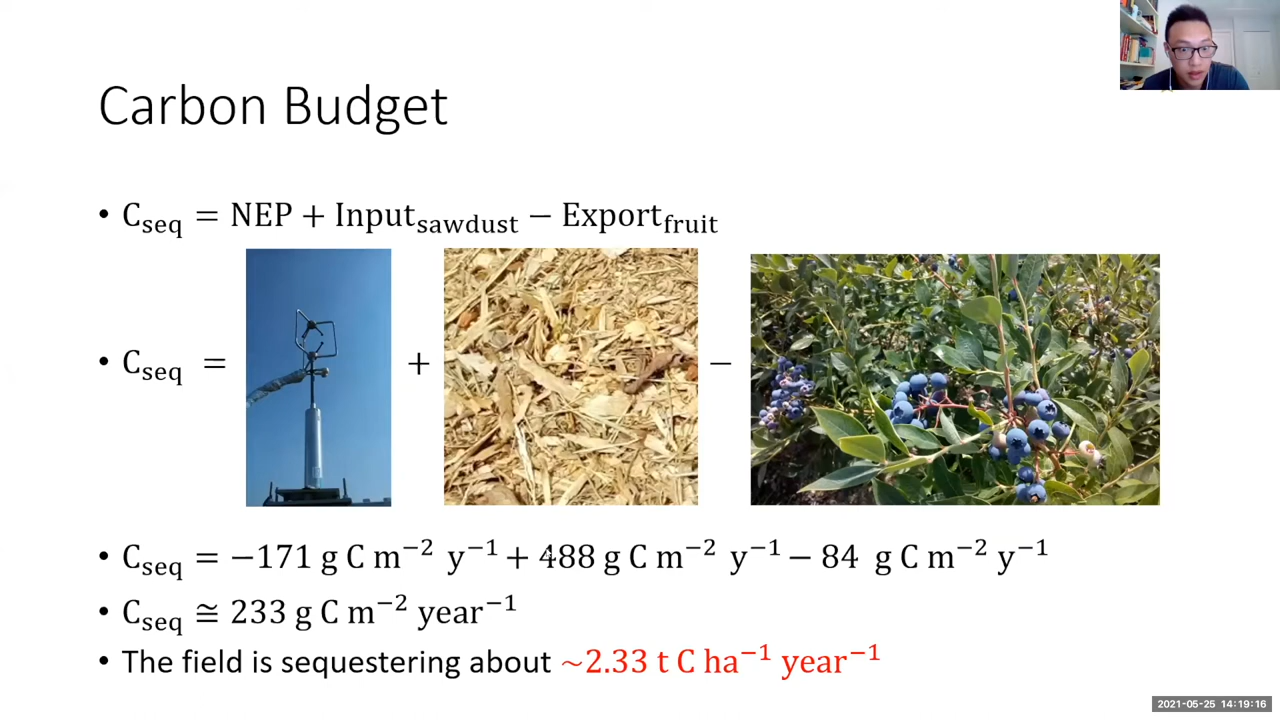 Carbon Budget
• C_seq = NEP + Input_sawdust − Export_fruit
• C_seq = + −
• C_seq = −171 g C m⁻² y⁻¹ + 488 g C m⁻² y⁻¹ − 84 g C m⁻² y⁻¹
• C_seq ≅ 233 g C m⁻² year⁻¹
• The field is sequestering about ~2.33 t C ha⁻¹ year⁻¹
2021-05-25 14:19:16